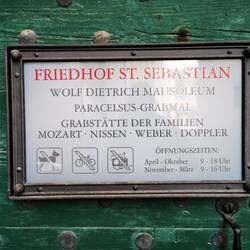 FRIEDHOF ST. SEBASTIAN
WOLF DIETRICH MAUSOLEUM
PARACELSUS-GRABMAL
GRABSTÄTTE DER FAMILIEN
MOZART · NISSEN · WEBER · DOPPLER
ÖFFNUNGSZEITEN:
April - Oktober 9 - 18 Uhr
November - März 9 - 16 Uhr